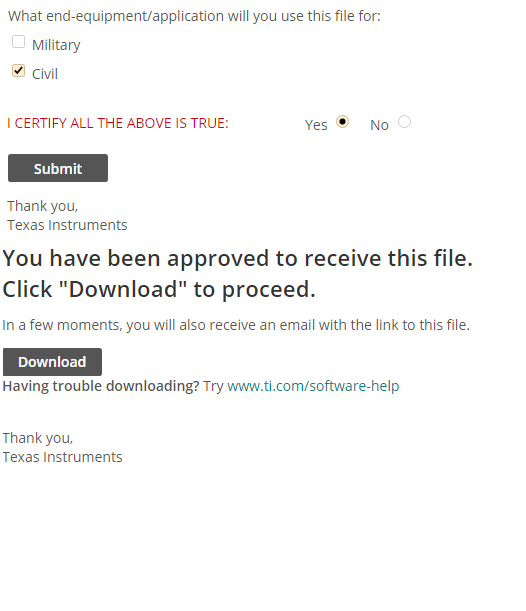 What end-equipment/application will you use this file for:
Military
Civil
I CERTIFY ALL THE ABOVE IS TRUE: Yes No
Submit
Thank you,
Texas Instruments
You have been approved to receive this file.
Click "Download" to proceed.
In a few moments, you will also receive an email with the link to this file.
Download
Having trouble downloading? Try www.ti.com/software-help
Thank you,
Texas Instruments